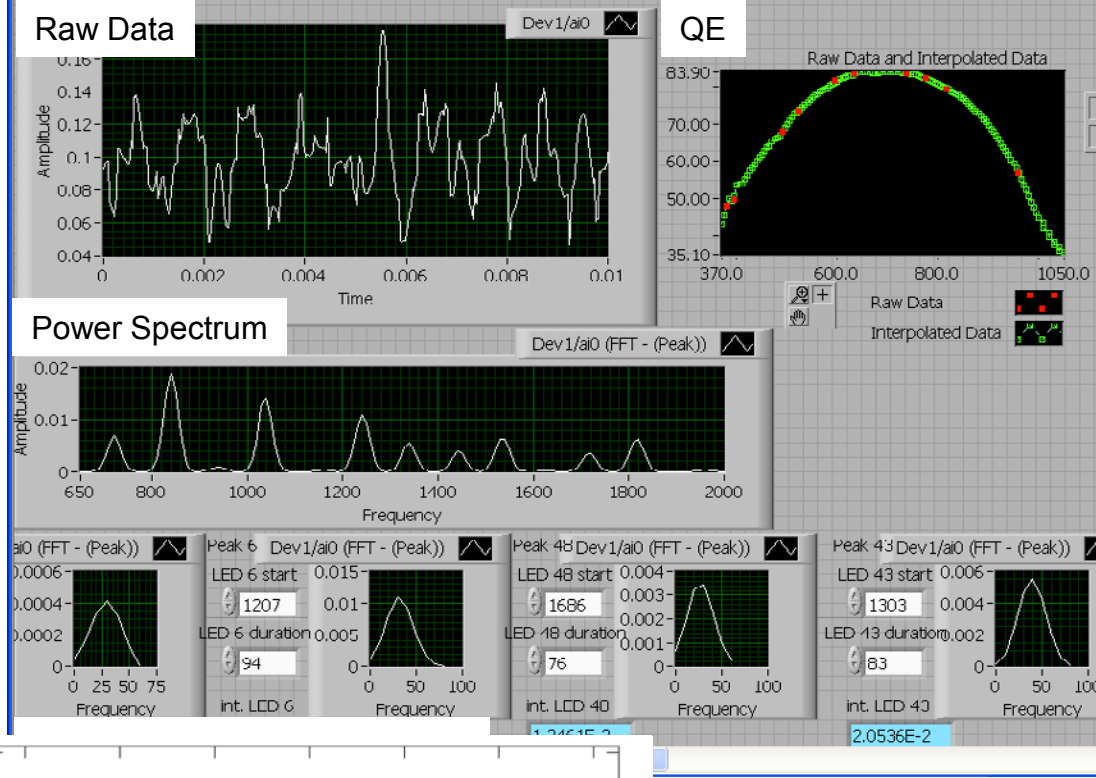 Raw Data
Dev1/ai0
Amplitude
0.16
0.14
0.12
0.1
0.08
0.06
0.04
0
0.002
0.004
0.006
0.008
0.01
Time
QE
Raw Data and Interpolated Data
83.90
70.00
60.00
50.00
35.10
370.0
600.0
800.0
1050.0
Raw Data
Interpolated Data
Power Spectrum
Dev1/ai0 (FFT - (Peak))
Amplitude
0.02
0.01
0
650
800
1000
1200
1400
1600
1800
2000
Frequency
ai0 (FFT - (Peak))
0.0006
0.0004
0.0002
0
0 25 50 75
Frequency
Peak 6
LED 6 start
1207
LED 6 duration
94
int. LED 6
Dev1/ai0 (FFT - (Peak))
0.015
0.01
0.005
0
0 50 100
Frequency
Peak 48
LED 48 start
1686
LED 48 duration
76
int. LED 48
Dev1/ai0 (FFT - (Peak))
0.004
0.003
0.002
0.001
0
0 50 100
Frequency
Peak 43
LED 43 start
1303
LED 43 duration
83
int. LED 43
2.0536E-2
Dev1/ai0 (FFT - (Peak))
0.006
0.004
0.002
0
0 50 100
Frequency